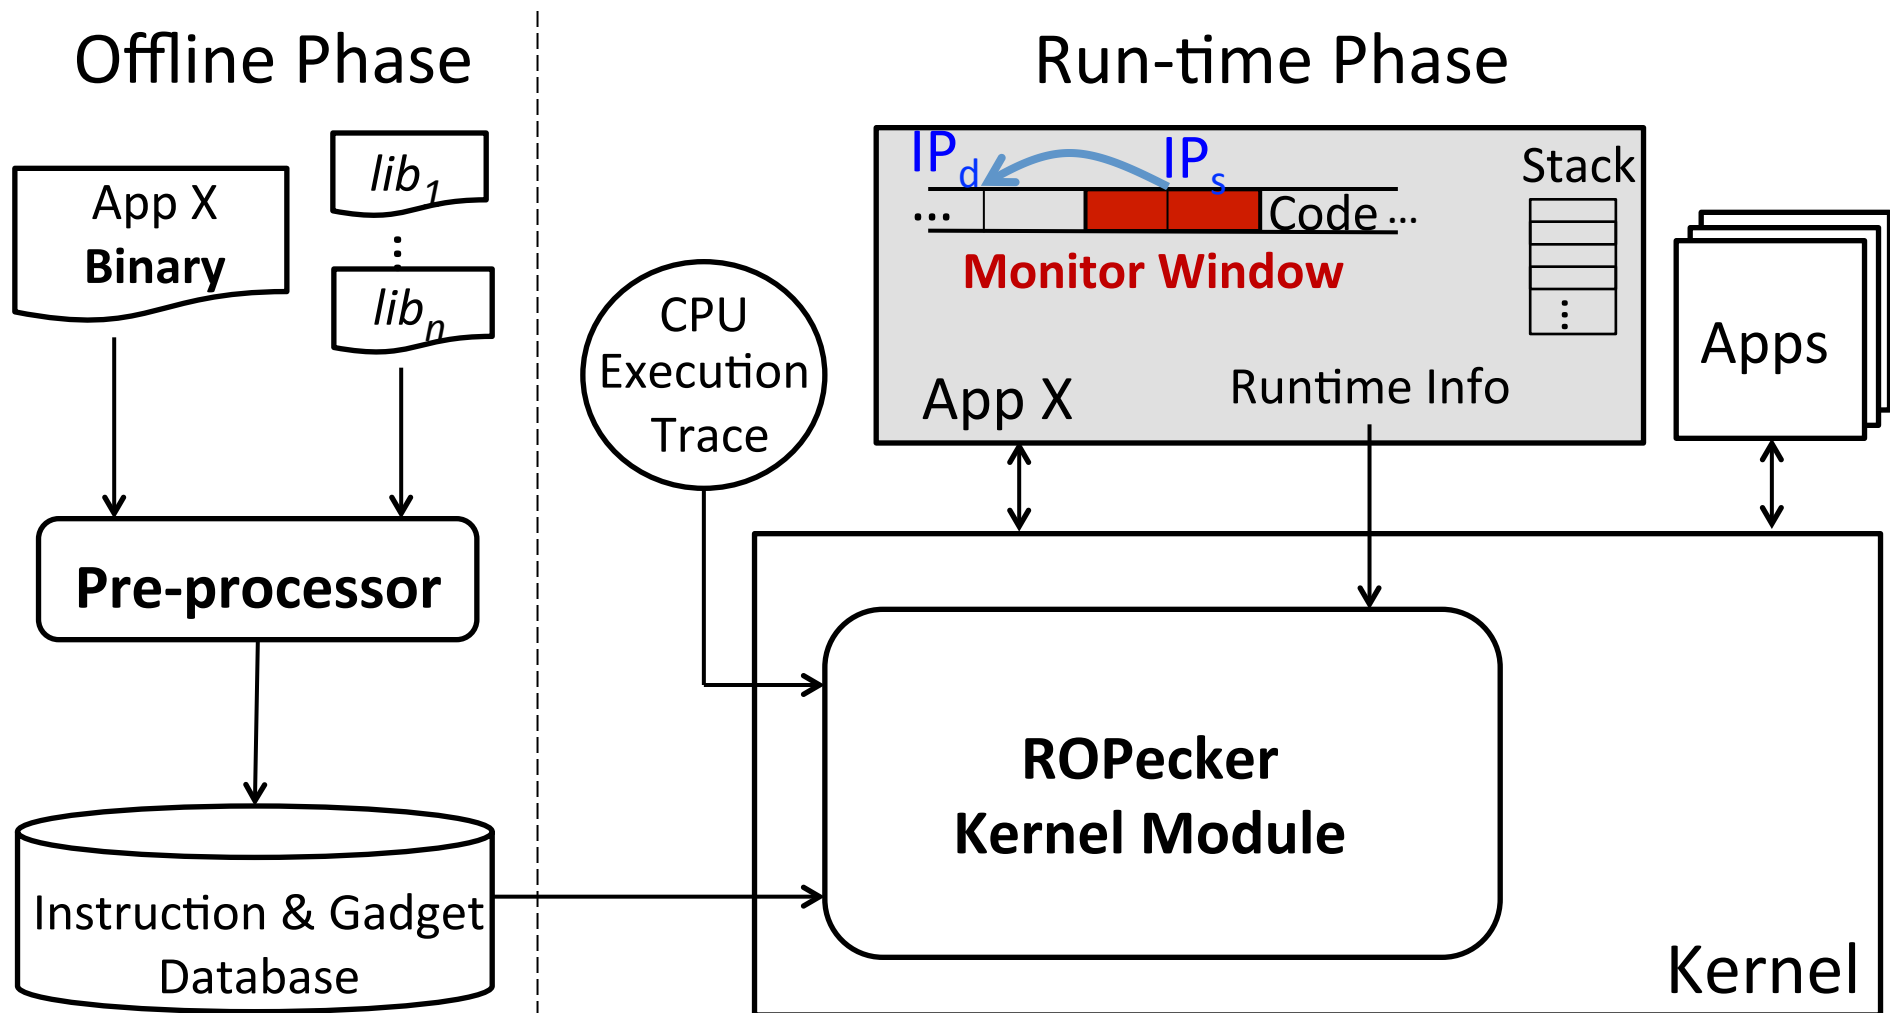 Offline Phase
App X
Binary
lib1
⋮
libn
Pre-processor
Instruction & Gadget
Database
Run-time Phase
CPU
Execution
Trace
IPd
IPs
... Code ...
Monitor Window
Stack
⋮
App X
Runtime Info
Apps
ROPecker
Kernel Module
Kernel